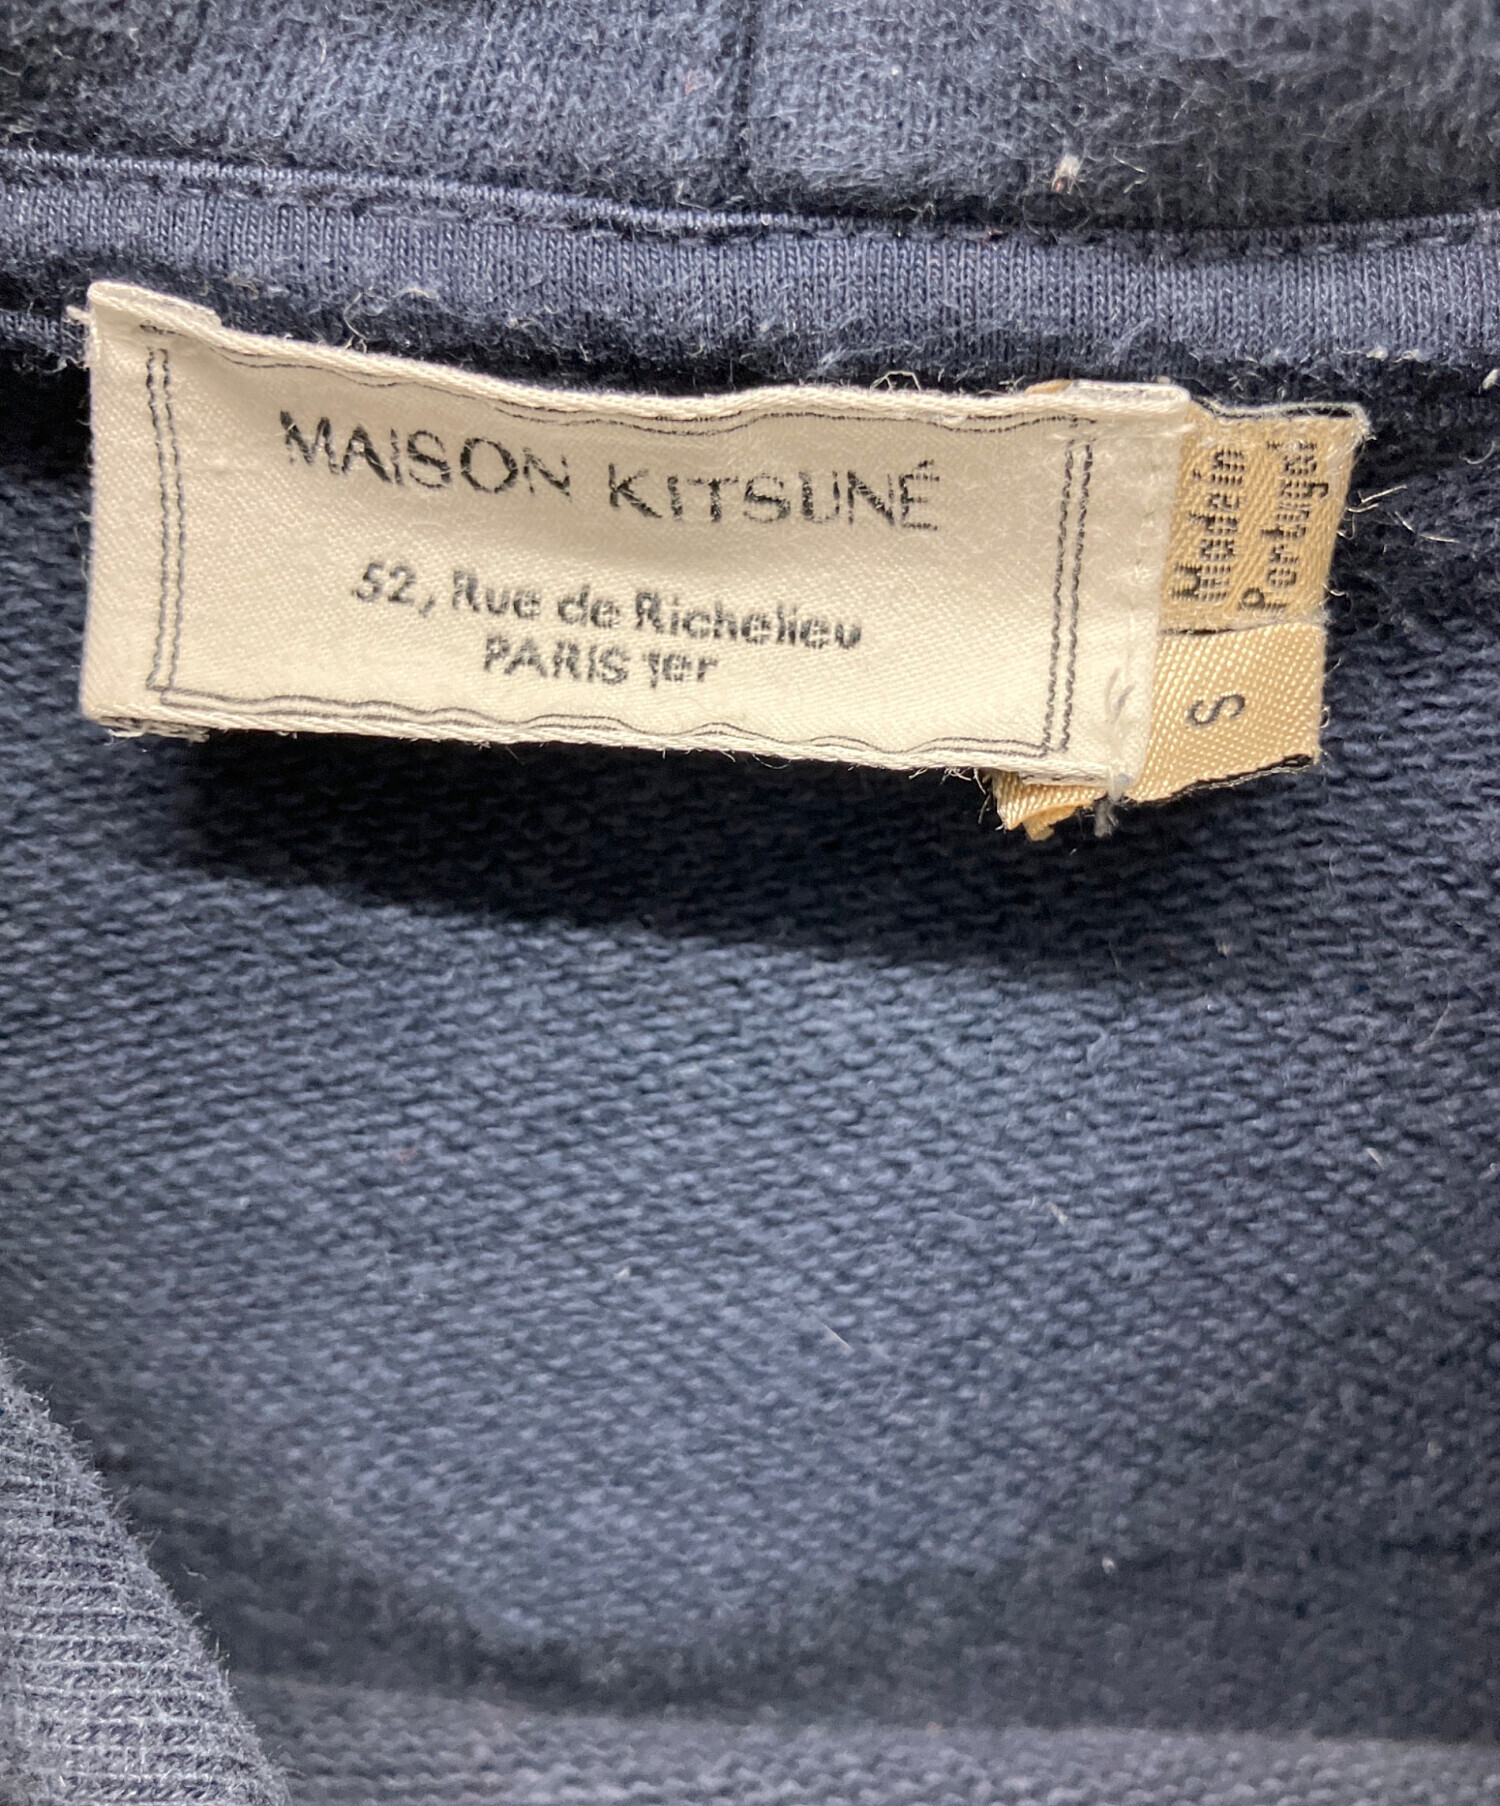 MAISON KITSUNÉ
52, Rue de Richelieu
PARIS 1er
Made in
Portugal
S